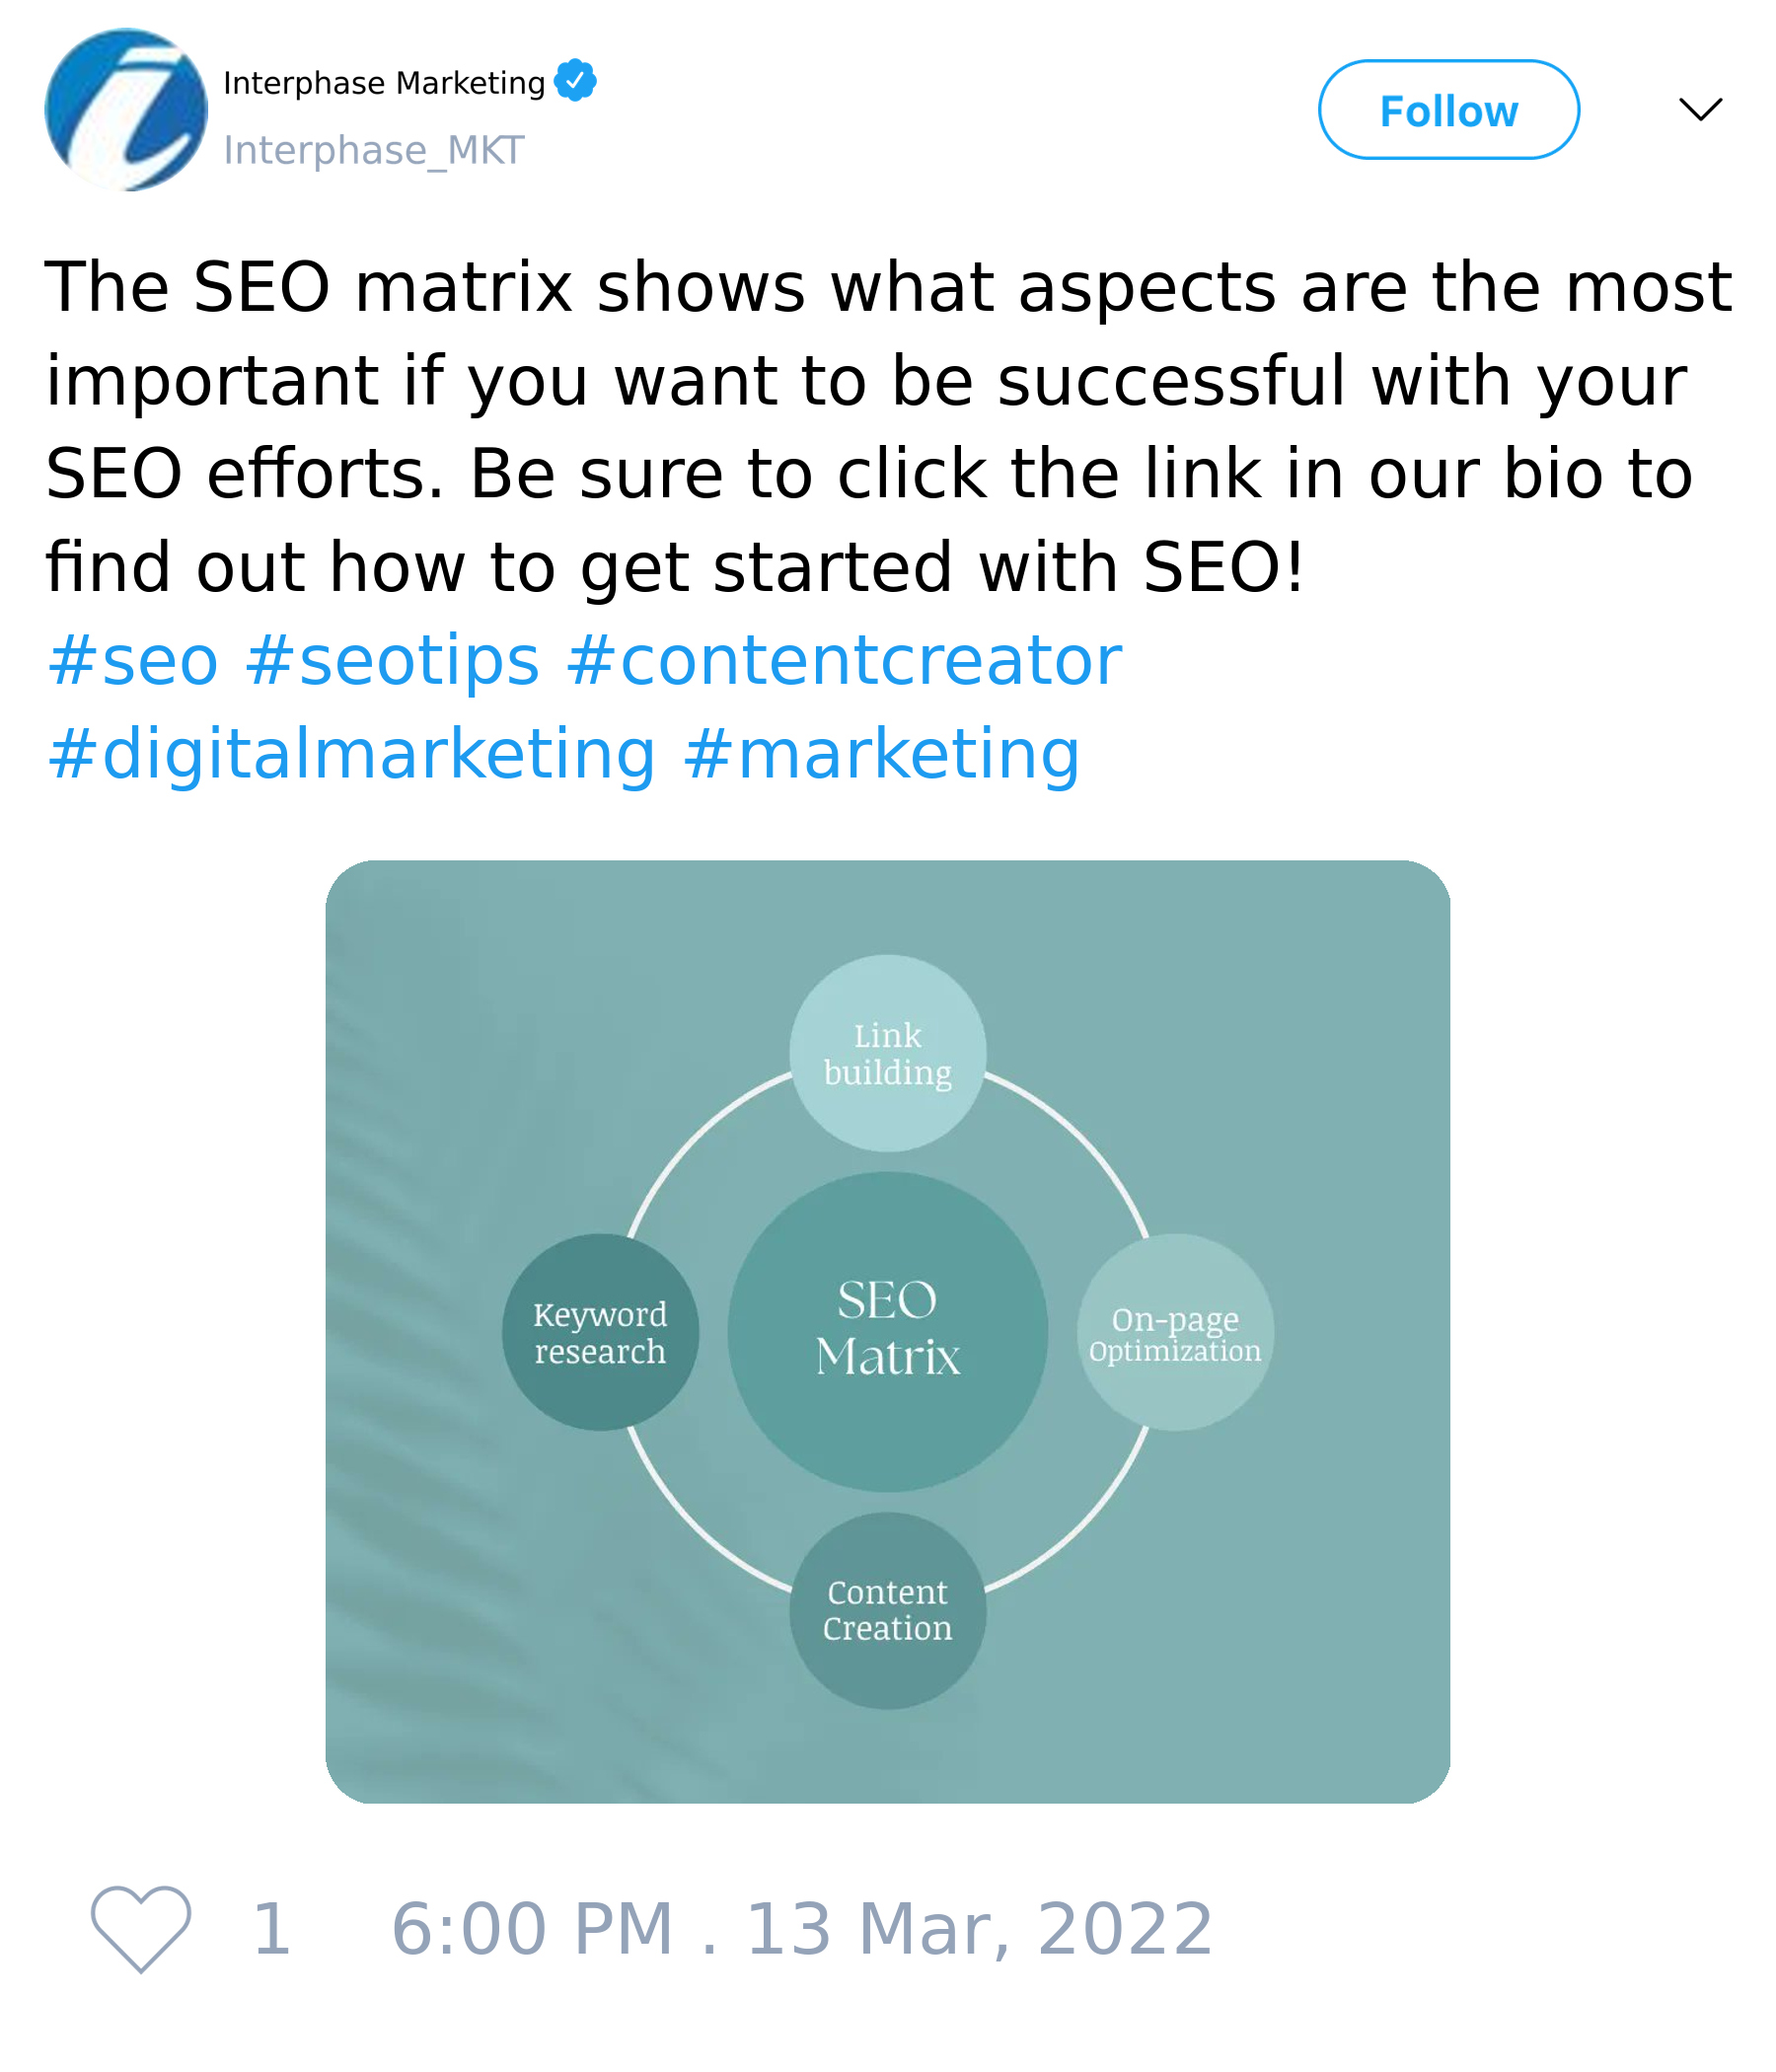 Interphase Marketing
Interphase_MKT
Follow
The SEO matrix shows what aspects are the most
important if you want to be successful with your
SEO efforts. Be sure to click the link in our bio to
find out how to get started with SEO!
#seo #seotips #contentcreator
#digitalmarketing #marketing
Link
building
Keyword
research
SEO
Matrix
On-page
Optimization
Content
Creation
1 6:00 PM . 13 Mar, 2022